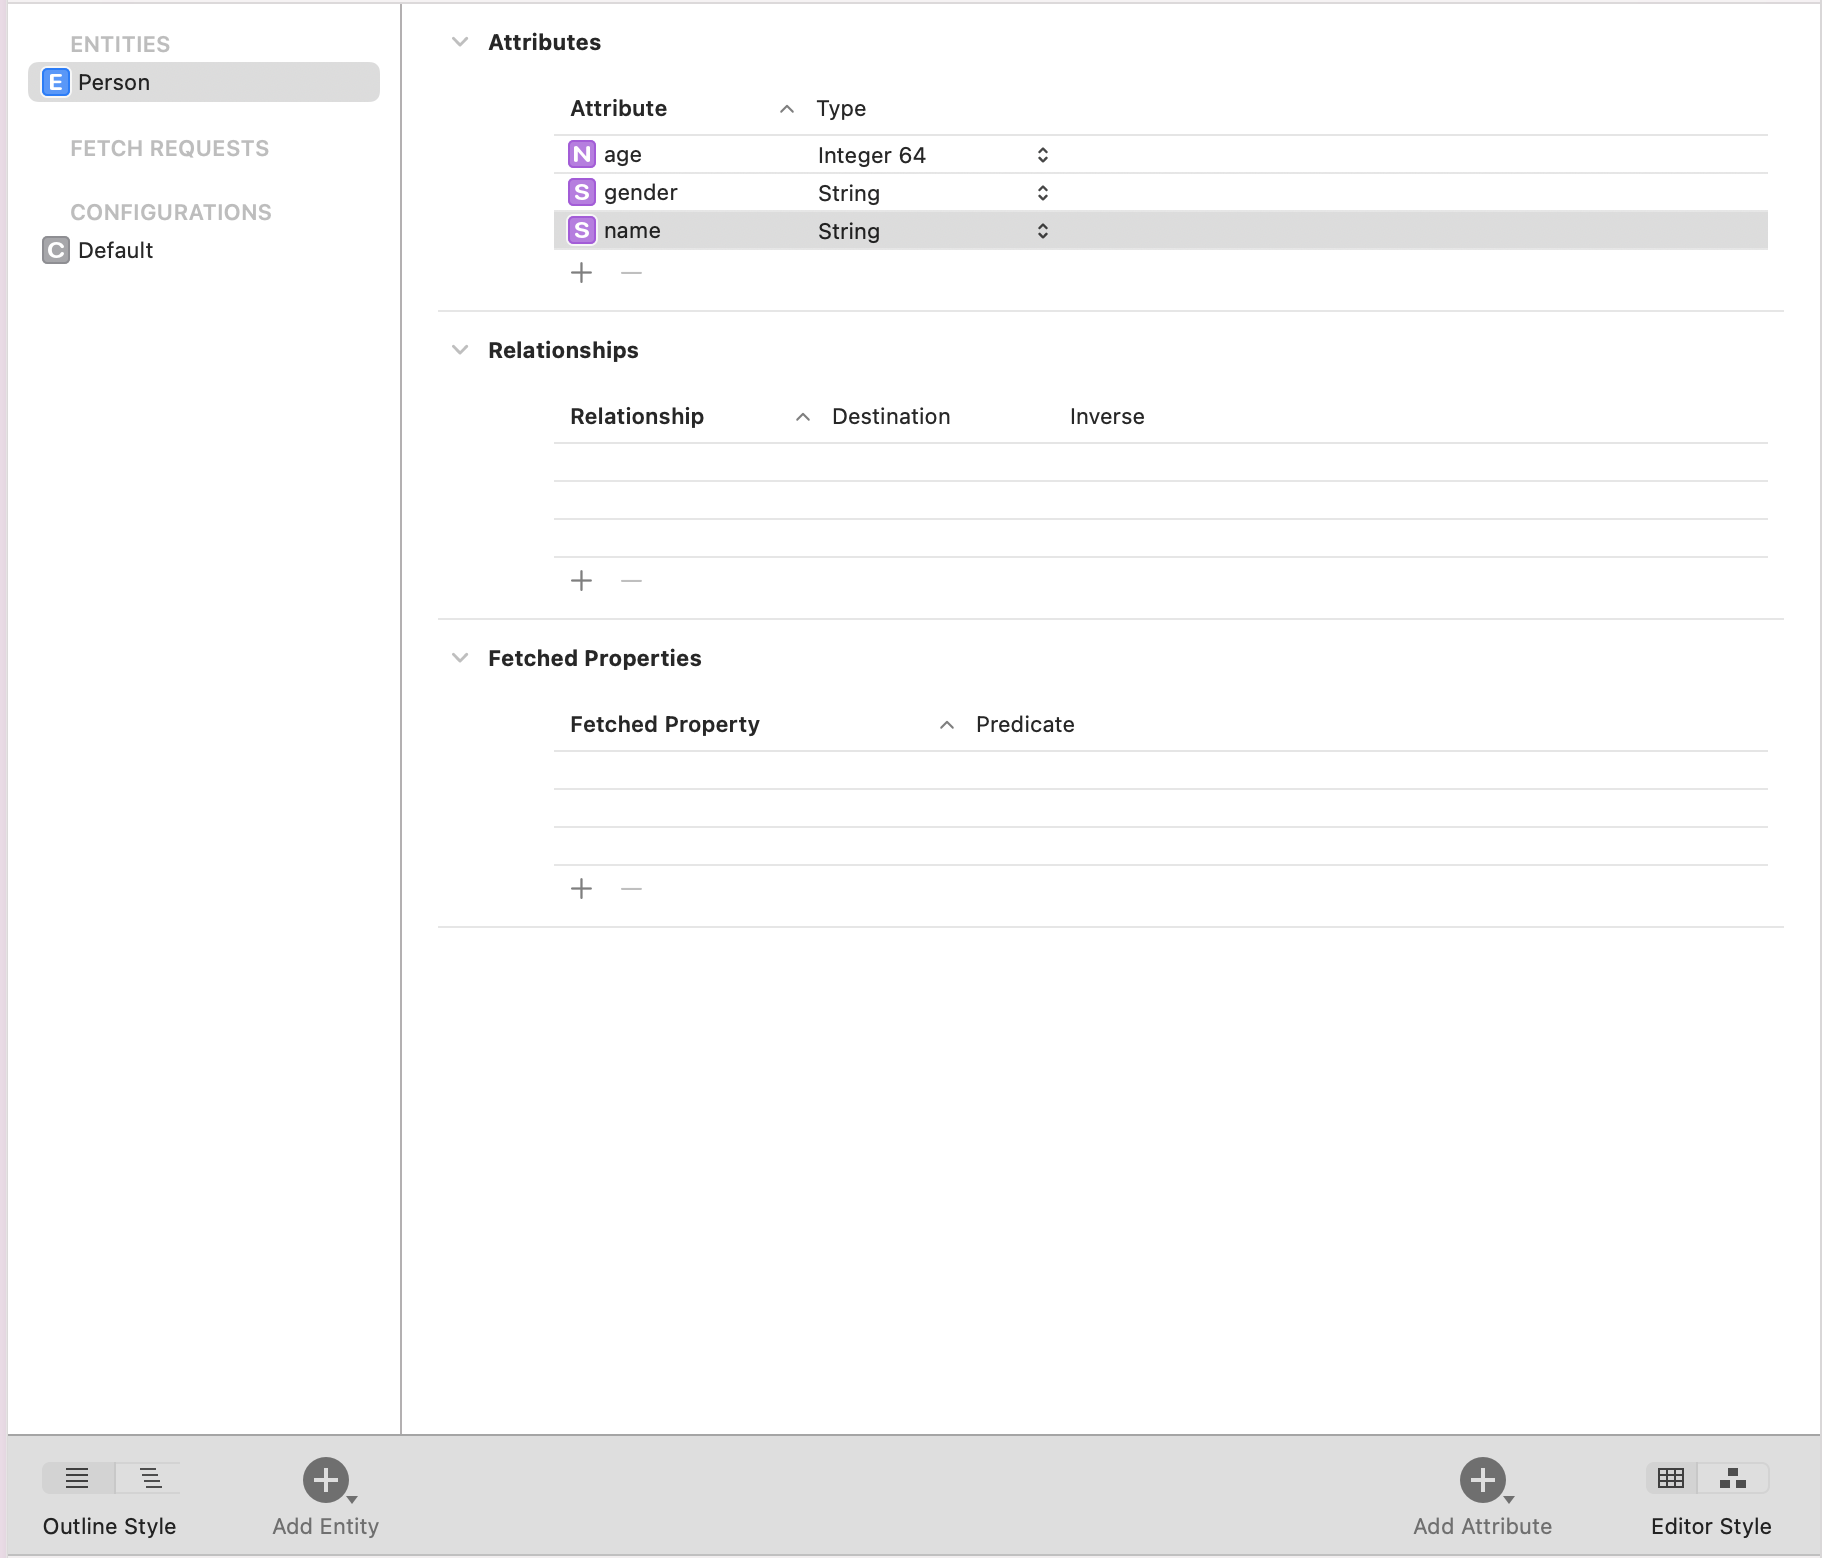 ENTITIES
E Person
FETCH REQUESTS
CONFIGURATIONS
C Default
Attributes
Attribute Type
N age Integer 64
S gender String
S name String
Relationships
Relationship Destination Inverse
Fetched Properties
Fetched Property Predicate
Outline Style Add Entity Add Attribute Editor Style